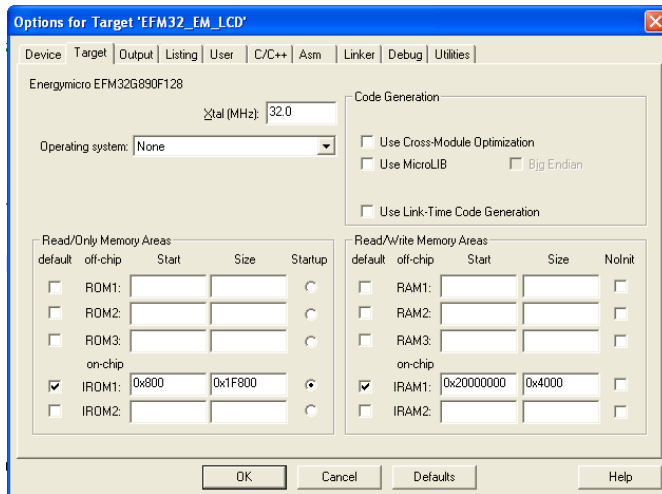 Options for Target 'EFM32_EM_LCD'
Device Target Output Listing User C/C++ Asm Linker Debug Utilities
Energymicro EFM32G890F128
Xtal (MHz): 32.0
Operating system: None
Code Generation
Use Cross-Module Optimization
Use MicroLIB Big Endian
Use Link-Time Code Generation
Read/Only Memory Areas
default off-chip Start Size Startup
ROM1:
ROM2:
ROM3:
on-chip
IROM1: 0x800 0x1F800
IROM2:
Read/Write Memory Areas
default off-chip Start Size NoInit
RAM1:
RAM2:
RAM3:
on-chip
IRAM1: 0x20000000 0x4000
IRAM2:
OK Cancel Defaults Help